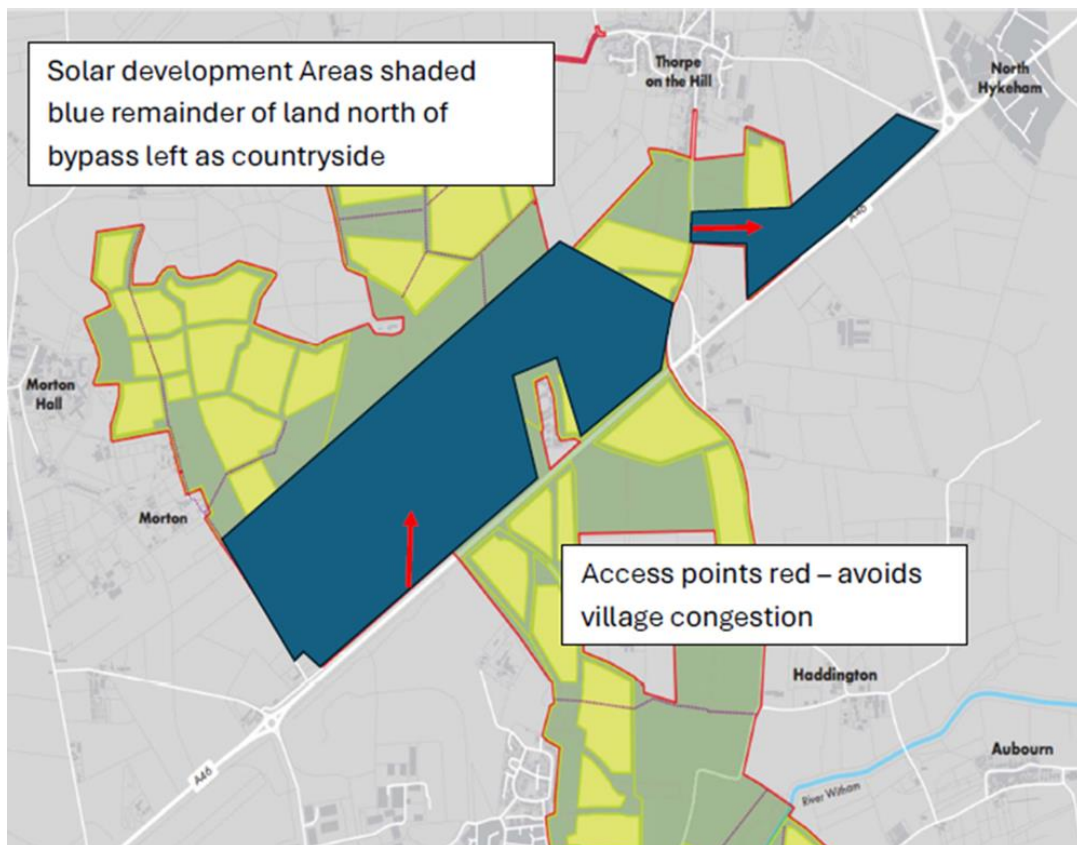 Solar development Areas shaded
blue remainder of land north of
bypass left as countryside
Thorpe
on the Hill
North
Hykeham
A46
Morton
Hall
Morton
Access points red – avoids
village congestion
Haddington
Aubourn
River Witham
A46